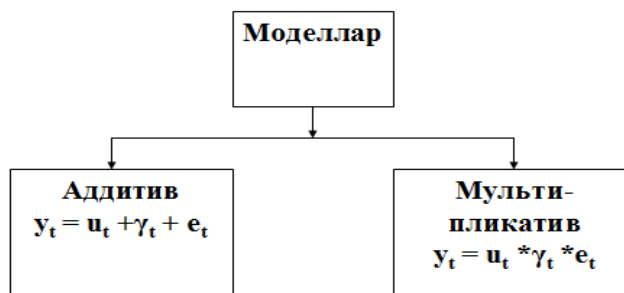 Моделлар
Аддитив
yₜ = uₜ +γₜ + eₜ
Мульти-
пликатив
yₜ = uₜ *γₜ *eₜ